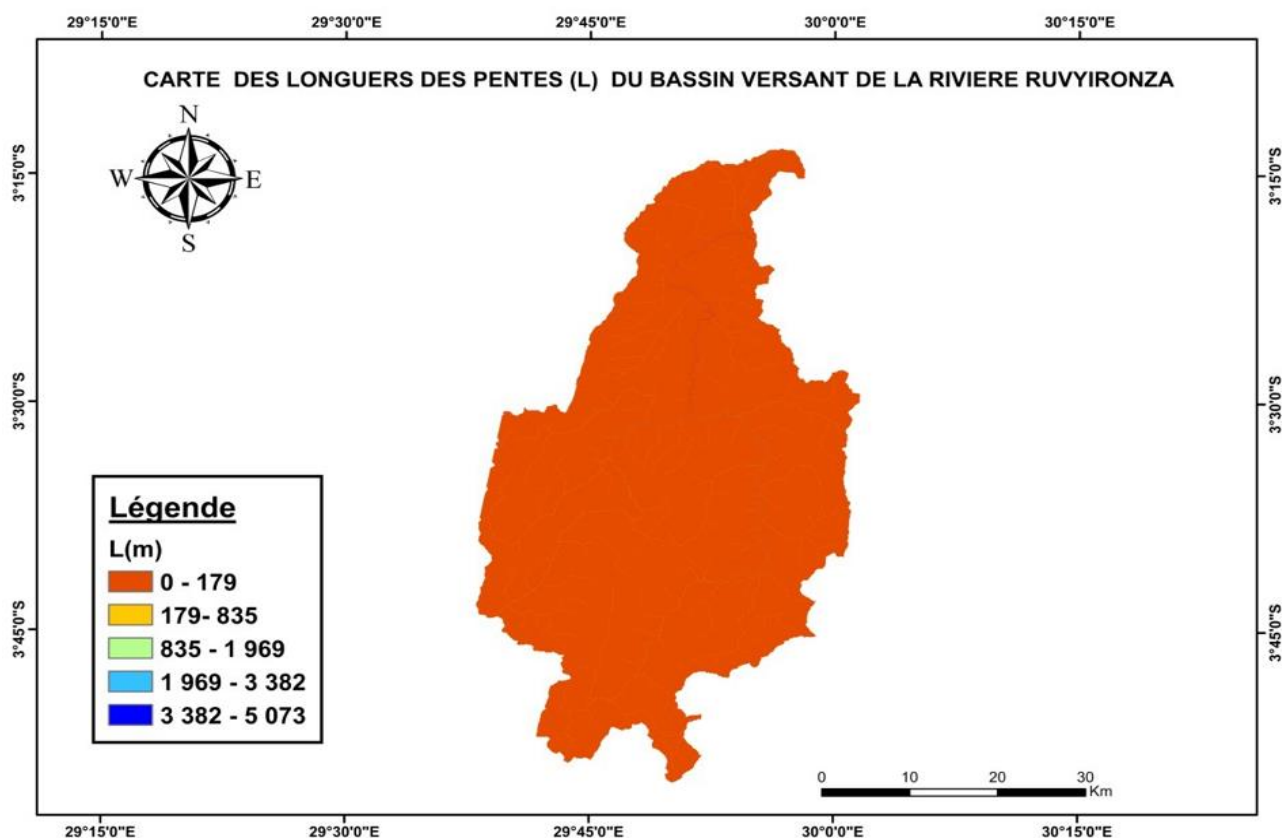 29°15'0"E 29°30'0"E 29°45'0"E 30°0'0"E 30°15'0"E
CARTE DES LONGUERS DES PENTES (L) DU BASSIN VERSANT DE LA RIVIERE RUVYIRONZA
N
W E
S
3°15'0"S 3°15'0"S
3°30'0"S 3°30'0"S
3°45'0"S 3°45'0"S
Légende
L(m)
0 - 179
179- 835
835 - 1 969
1 969 - 3 382
3 382 - 5 073
0 10 20 30
Km
29°15'0"E 29°30'0"E 29°45'0"E 30°0'0"E 30°15'0"E